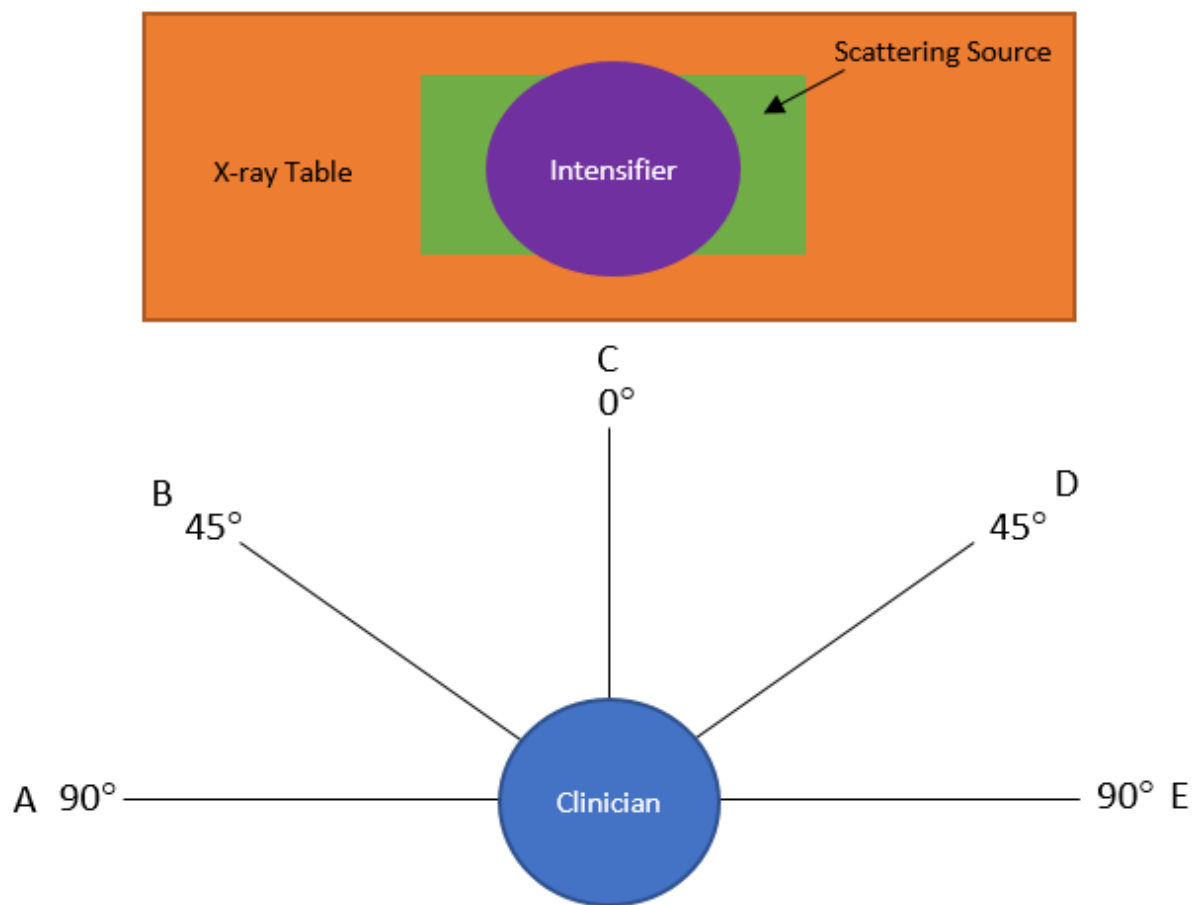 Scattering Source
X-ray Table
Intensifier
C
0°
B
45°
D
45°
A 90°
Clinician
90° E